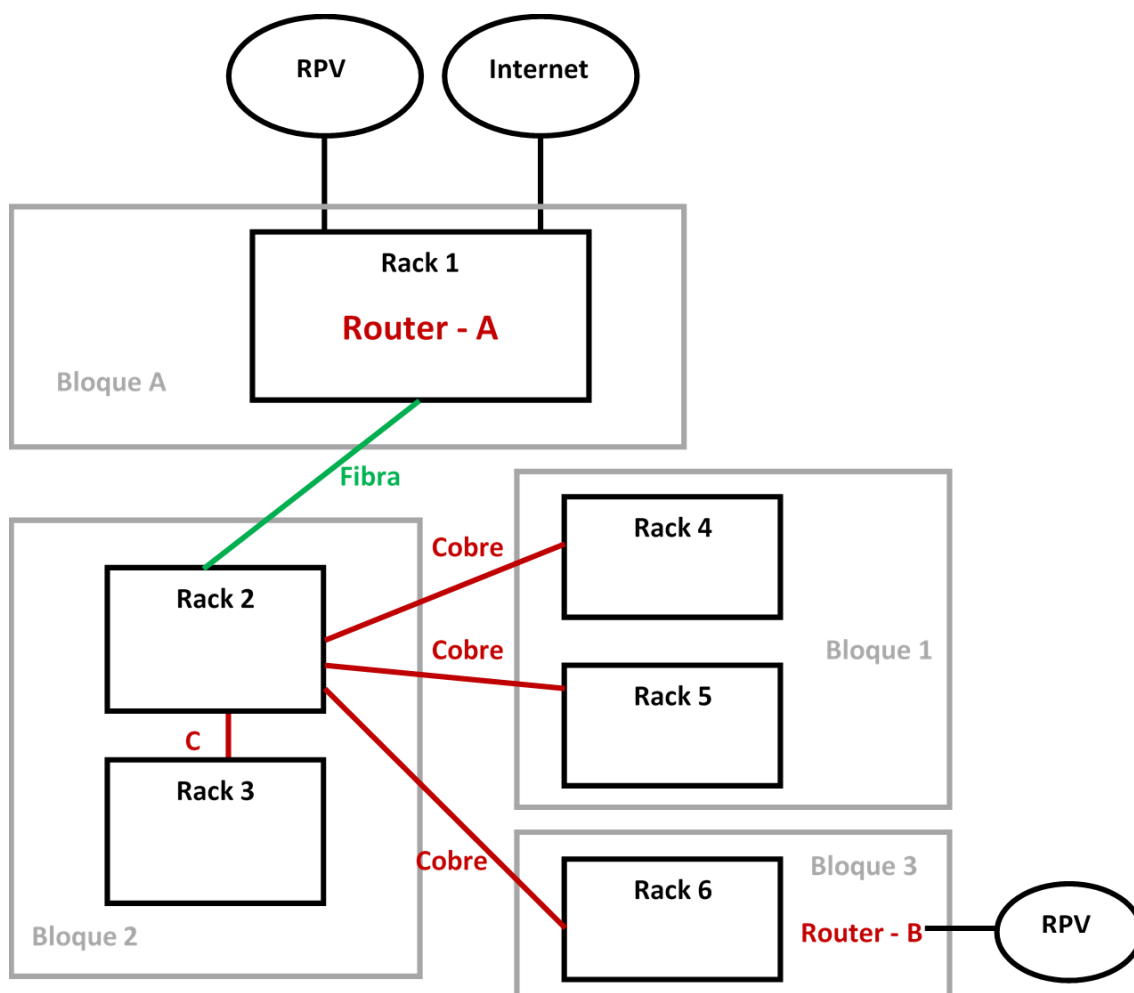 RPV
Internet
Rack 1
Router - A
Bloque A
Fibra
Rack 4
Cobre
Rack 2
Bloque 1
Cobre
Rack 5
C
Rack 3
Cobre
Bloque 3
Rack 6
Router - B
RPV
Bloque 2